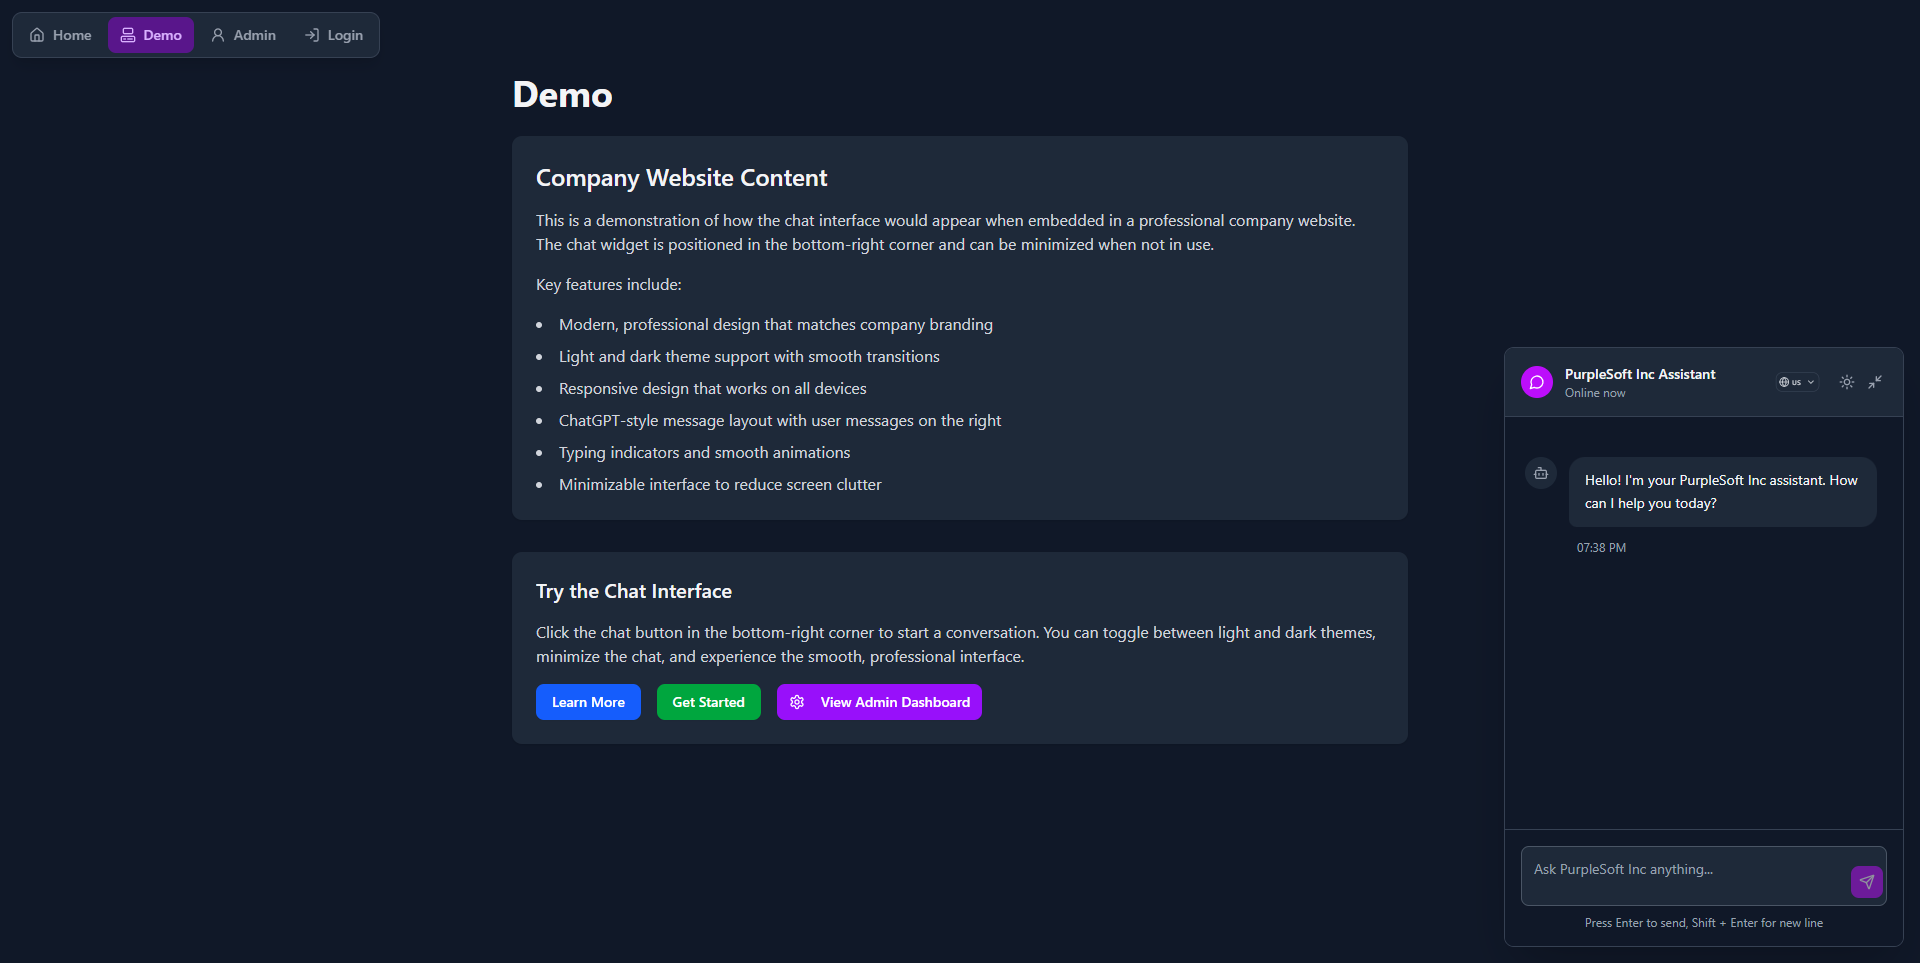 Home
Demo
Admin
Login
Demo
Company Website Content
This is a demonstration of how the chat interface would appear when embedded in a professional company website.
The chat widget is positioned in the bottom-right corner and can be minimized when not in use.
Key features include:
Modern, professional design that matches company branding
Light and dark theme support with smooth transitions
Responsive design that works on all devices
ChatGPT-style message layout with user messages on the right
Typing indicators and smooth animations
Minimizable interface to reduce screen clutter
Try the Chat Interface
Click the chat button in the bottom-right corner to start a conversation. You can toggle between light and dark themes,
minimize the chat, and experience the smooth, professional interface.
Learn More
Get Started
View Admin Dashboard
PurpleSoft Inc Assistant
Online now
US
Hello! I'm your PurpleSoft Inc assistant. How
can I help you today?
07:38 PM
Ask PurpleSoft Inc anything...
Press Enter to send, Shift + Enter for new line